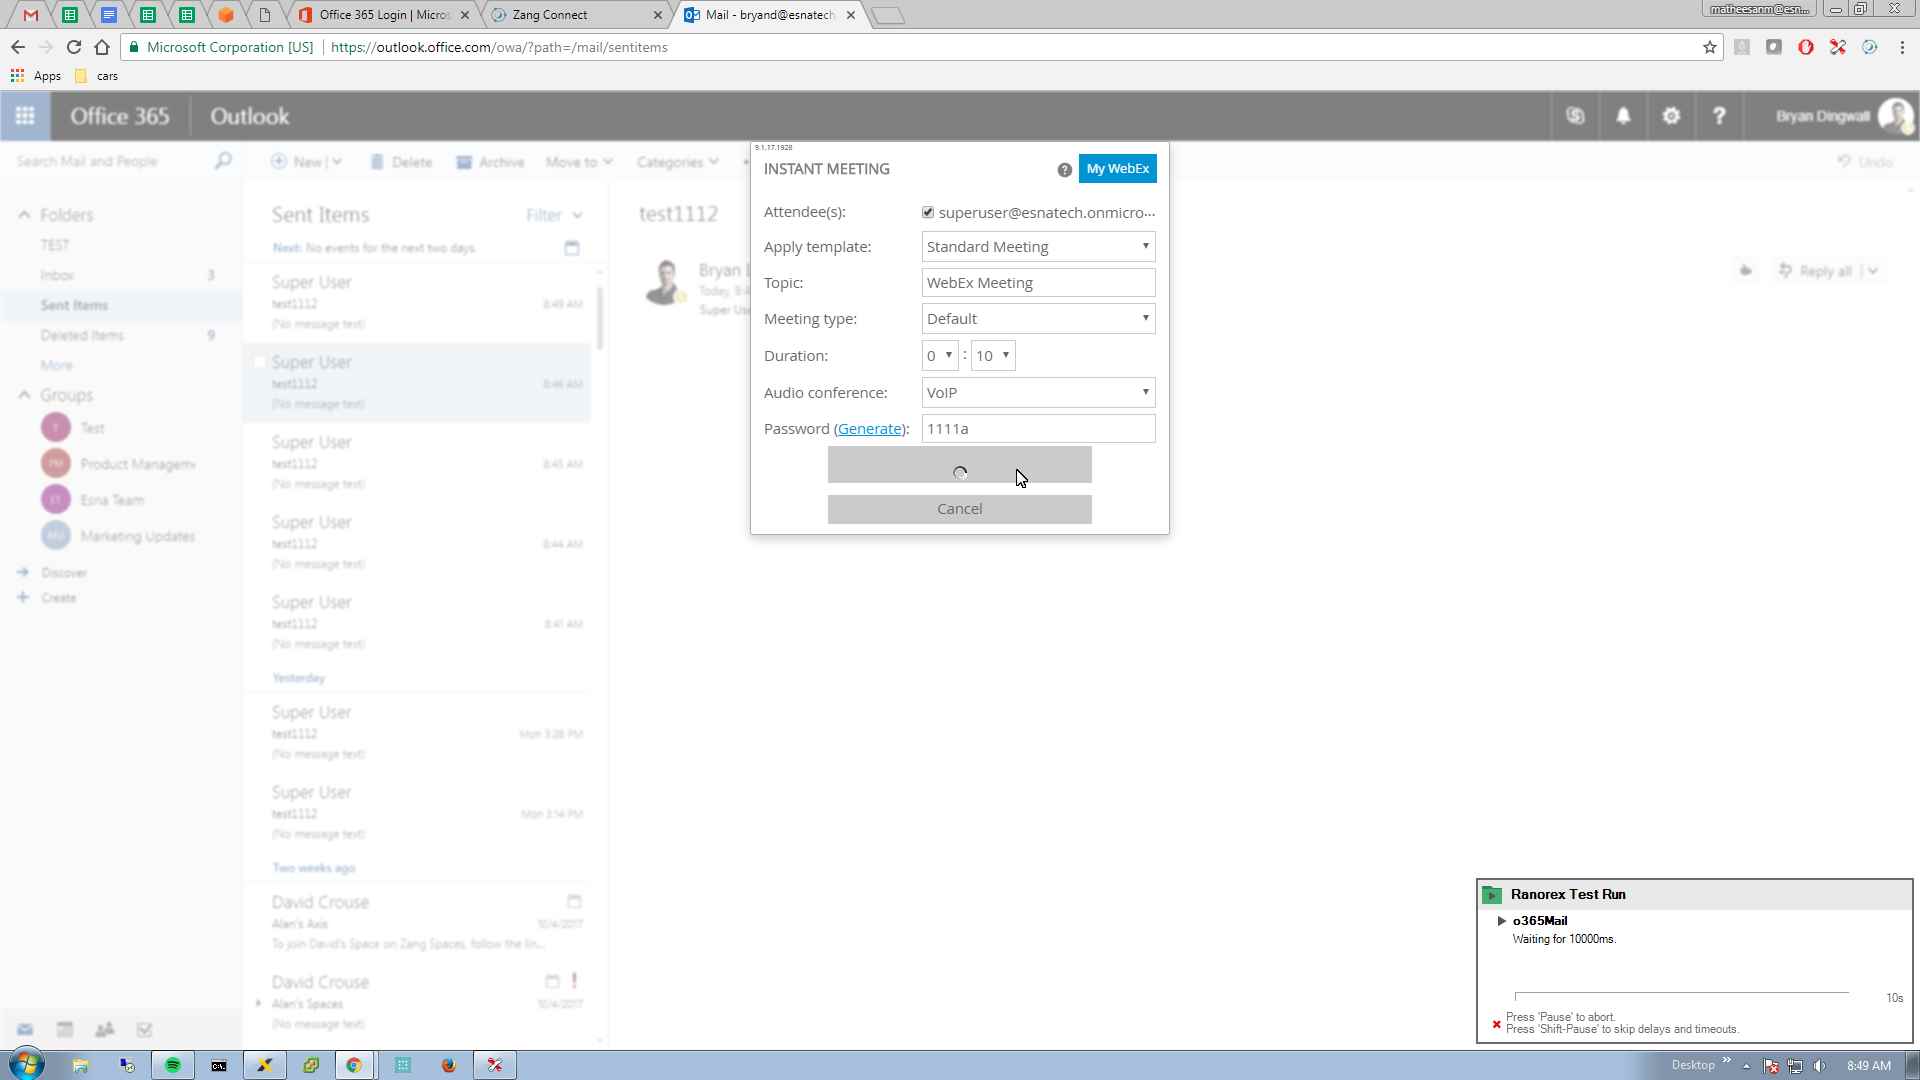 Office 365 Login | Micros
Zang Connect
Mail - bryand@esnatech
matheesanm@esn...
Microsoft Corporation [US]
https://outlook.office.com/owa/?path=/mail/sentitems
Apps
cars
Office 365
Outlook
Bryan Dingwall
Search Mail and People
New
Delete
Archive
Move to
Categories
Undo
Folders
TEST
Inbox 3
Sent Items
Deleted Items 9
More
Groups
T Test
PM Product Managem
ET Esna Team
MU Marketing Updates
Discover
Create
Sent Items
Filter
Next: No events for the next two days.
Super User
test1112 8:49 AM
(No message text)
Super User
test1112 8:46 AM
(No message text)
Super User
test1112 8:45 AM
(No message text)
Super User
test1112 8:44 AM
(No message text)
Super User
test1112 8:41 AM
(No message text)
Yesterday
Super User
test1112 Mon 3:28 PM
(No message text)
Super User
test1112 Mon 3:14 PM
(No message text)
Two weeks ago
David Crouse
Alan's Axis 10/4/2017
To join David's Space on Zang Spaces, follow the lin...
David Crouse
Alan's Spaces 10/4/2017
(No message text)
test1112
Bryan
Today, 8:4
Super Use
Reply all
9.1.17.1928
INSTANT MEETING
My WebEx
Attendee(s): superuser@esnatech.onmicro...
Apply template: Standard Meeting
Topic: WebEx Meeting
Meeting type: Default
Duration: 0 : 10
Audio conference: VoIP
Password (Generate): 1111a
Cancel
Ranorex Test Run
o365Mail
Waiting for 10000ms.
10s
Press 'Pause' to abort.
Press 'Shift-Pause' to skip delays and timeouts.
Desktop
8:49 AM